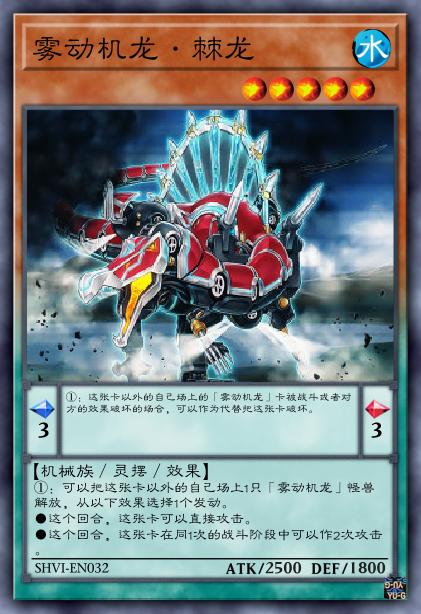 雾动机龙·棘龙
水
①：这张卡以外的自己场上的「雾动机龙」卡被战斗或者对
方的效果破坏的场合，可以作为代替把这张卡破坏。
3
3
【机械族／灵摆／效果】
①：可以把这张卡以外的自己场上1只「雾动机龙」怪兽
解放，从以下效果选择1个发动。
●这个回合，这张卡可以直接攻击。
●这个回合，这张卡在同1次的战斗阶段中可以作2次攻击
。
SHVI-EN032
ATK/2500 DEF/1800